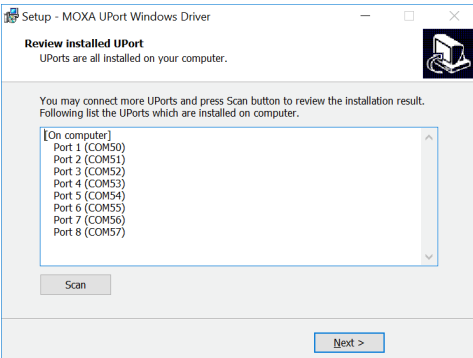 Setup - MOXA UPort Windows Driver
Review installed UPort
UPorts are all installed on your computer.
You may connect more UPorts and press Scan button to review the installation result.
Following list the UPorts which are installed on computer.
[On computer]
Port 1 (COM50)
Port 2 (COM51)
Port 3 (COM52)
Port 4 (COM53)
Port 5 (COM54)
Port 6 (COM55)
Port 7 (COM56)
Port 8 (COM57)
Scan
Next >